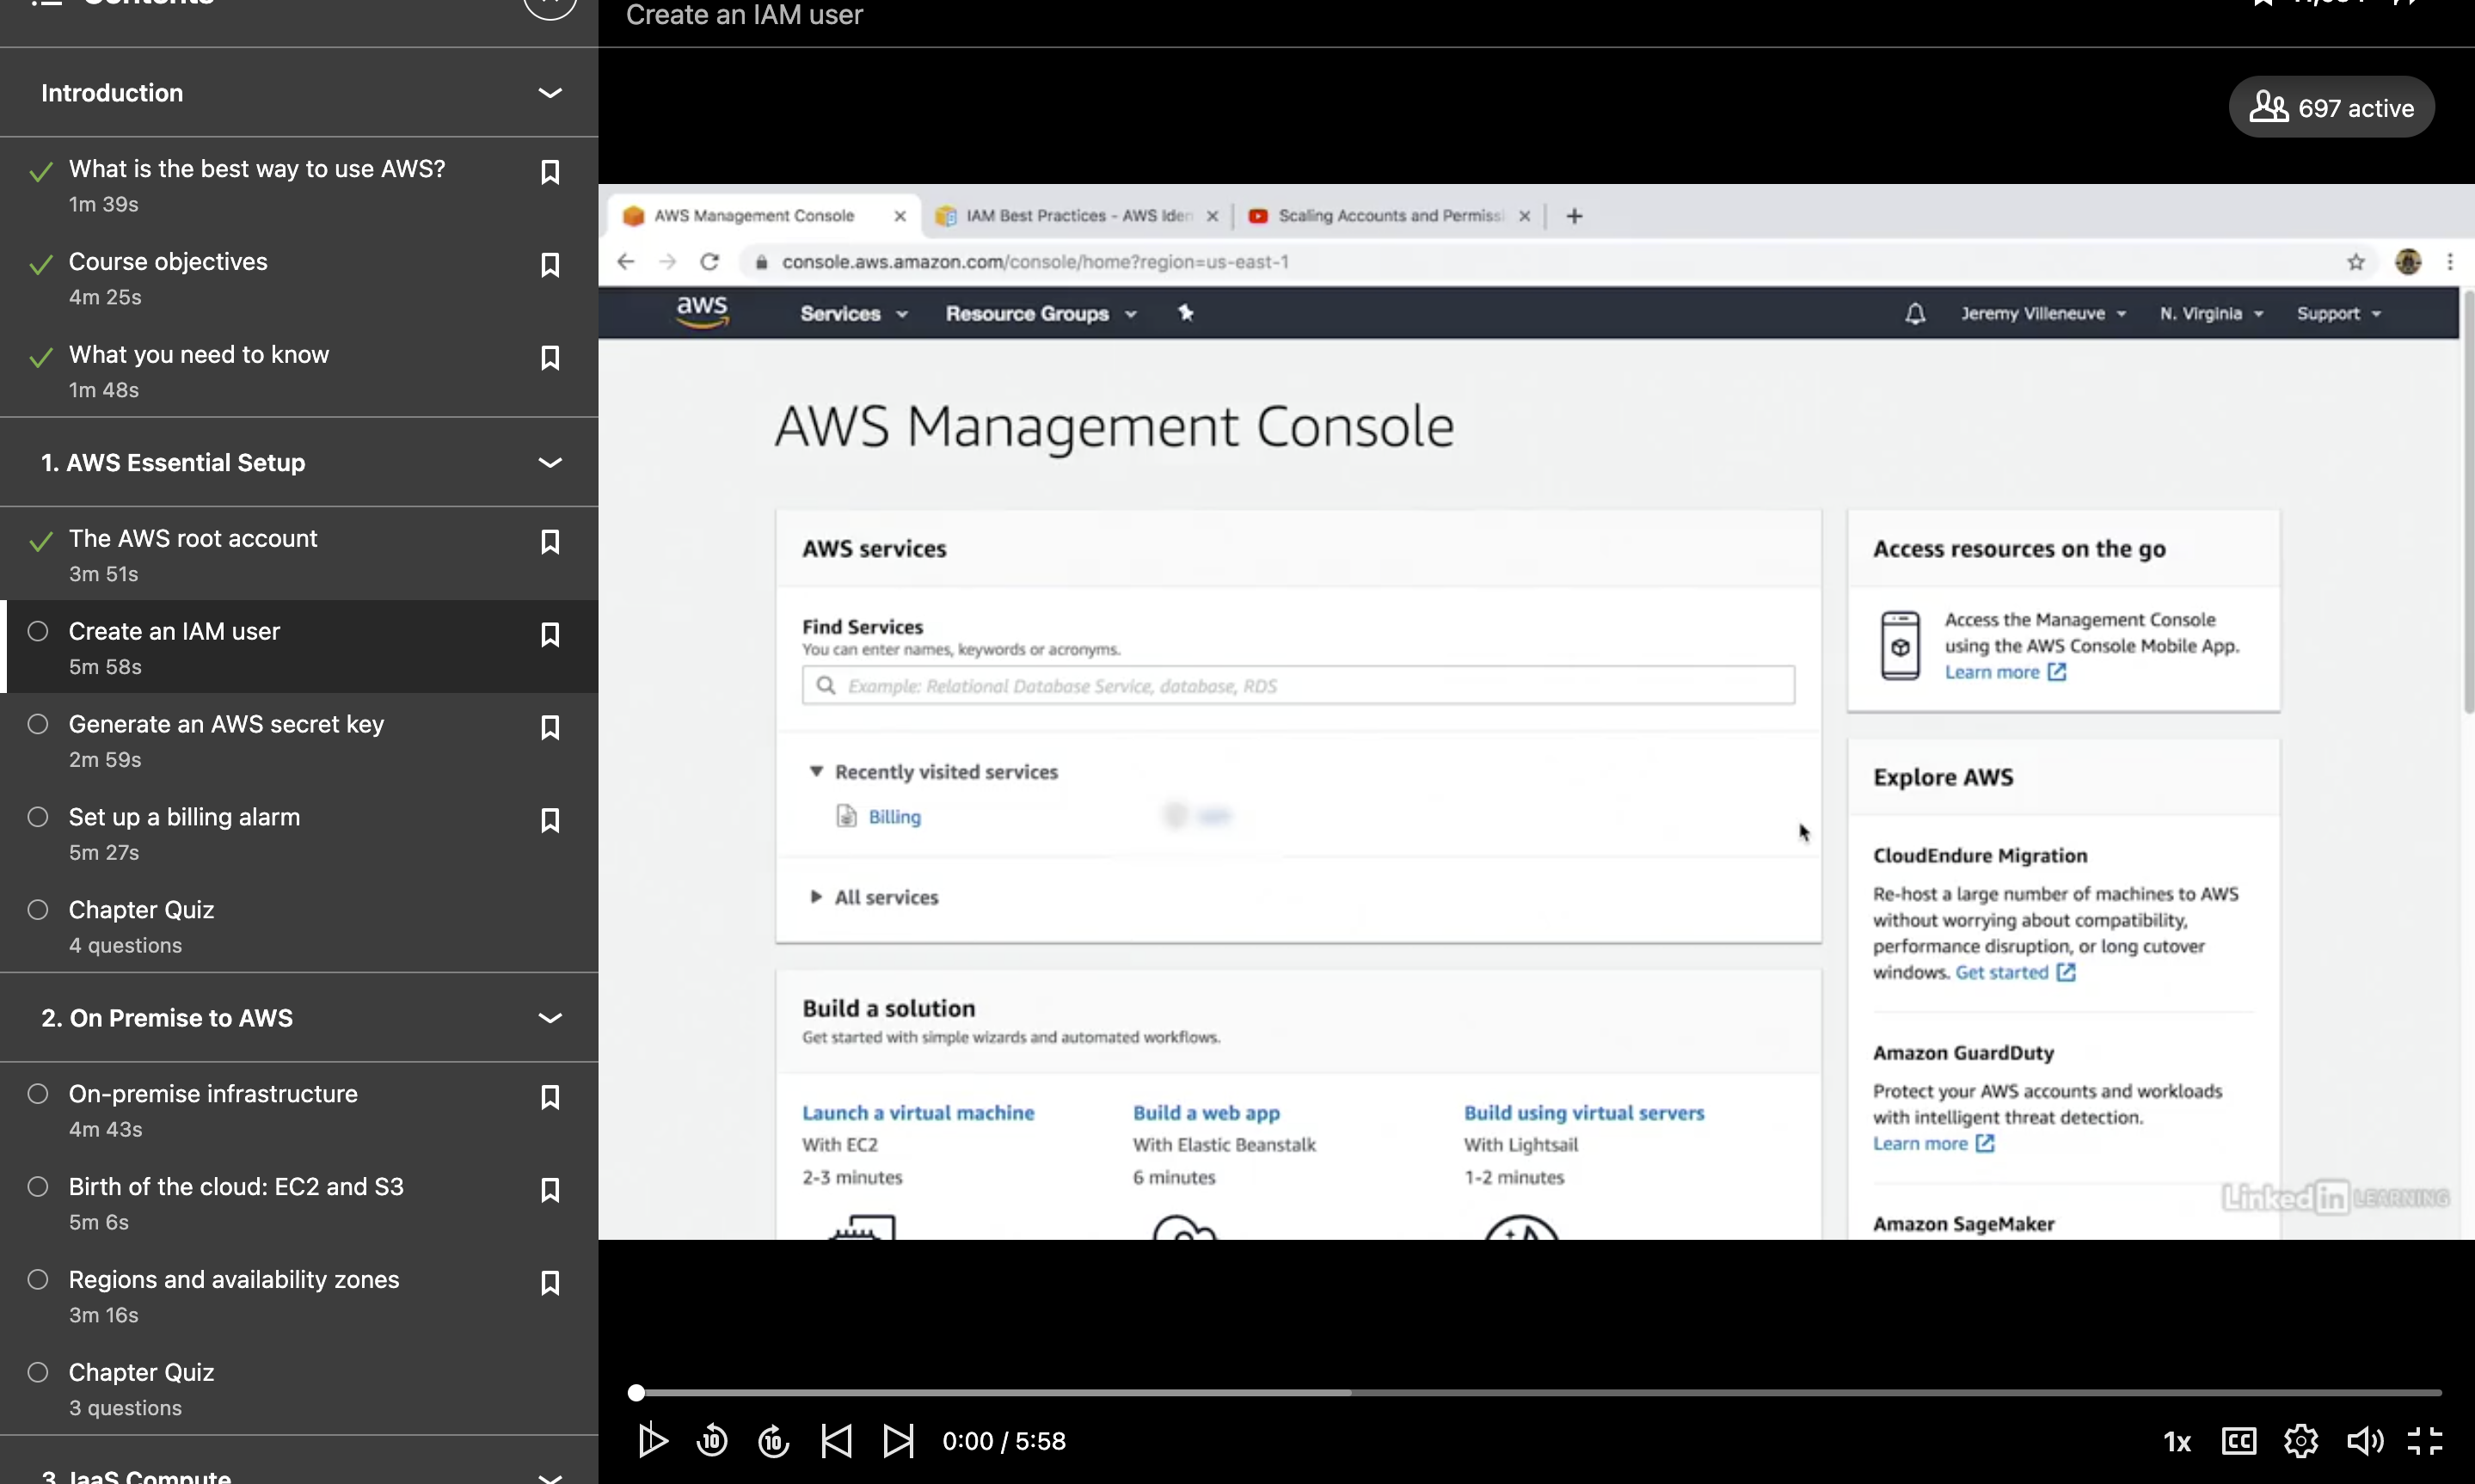 Contents
Create an IAM user
Introduction
What is the best way to use AWS?
1m 39s
Course objectives
4m 25s
What you need to know
1m 48s
1. AWS Essential Setup
The AWS root account
3m 51s
Create an IAM user
5m 58s
Generate an AWS secret key
2m 59s
Set up a billing alarm
5m 27s
Chapter Quiz
4 questions
2. On Premise to AWS
On-premise infrastructure
4m 43s
Birth of the cloud: EC2 and S3
5m 6s
Regions and availability zones
3m 16s
Chapter Quiz
3 questions
3. IaaS Compute
697 active
AWS Management Console
IAM Best Practices - AWS Iden
Scaling Accounts and Permissi
console.aws.amazon.com/console/home?region=us-east-1
aws
Services
Resource Groups
Jeremy Villeneuve
N. Virginia
Support
AWS Management Console
AWS services
Find Services
You can enter names, keywords or acronyms.
Example: Relational Database Service, database, RDS
Recently visited services
Billing
All services
Build a solution
Get started with simple wizards and automated workflows.
Launch a virtual machine
With EC2
2-3 minutes
Build a web app
With Elastic Beanstalk
6 minutes
Build using virtual servers
With Lightsail
1-2 minutes
Access resources on the go
Access the Management Console
using the AWS Console Mobile App.
Learn more
Explore AWS
CloudEndure Migration
Re-host a large number of machines to AWS
without worrying about compatibility,
performance disruption, or long cutover
windows. Get started
Amazon GuardDuty
Protect your AWS accounts and workloads
with intelligent threat detection.
Learn more
Amazon SageMaker
Linked in LEARNING
10
10
0:00 / 5:58
1x
CC